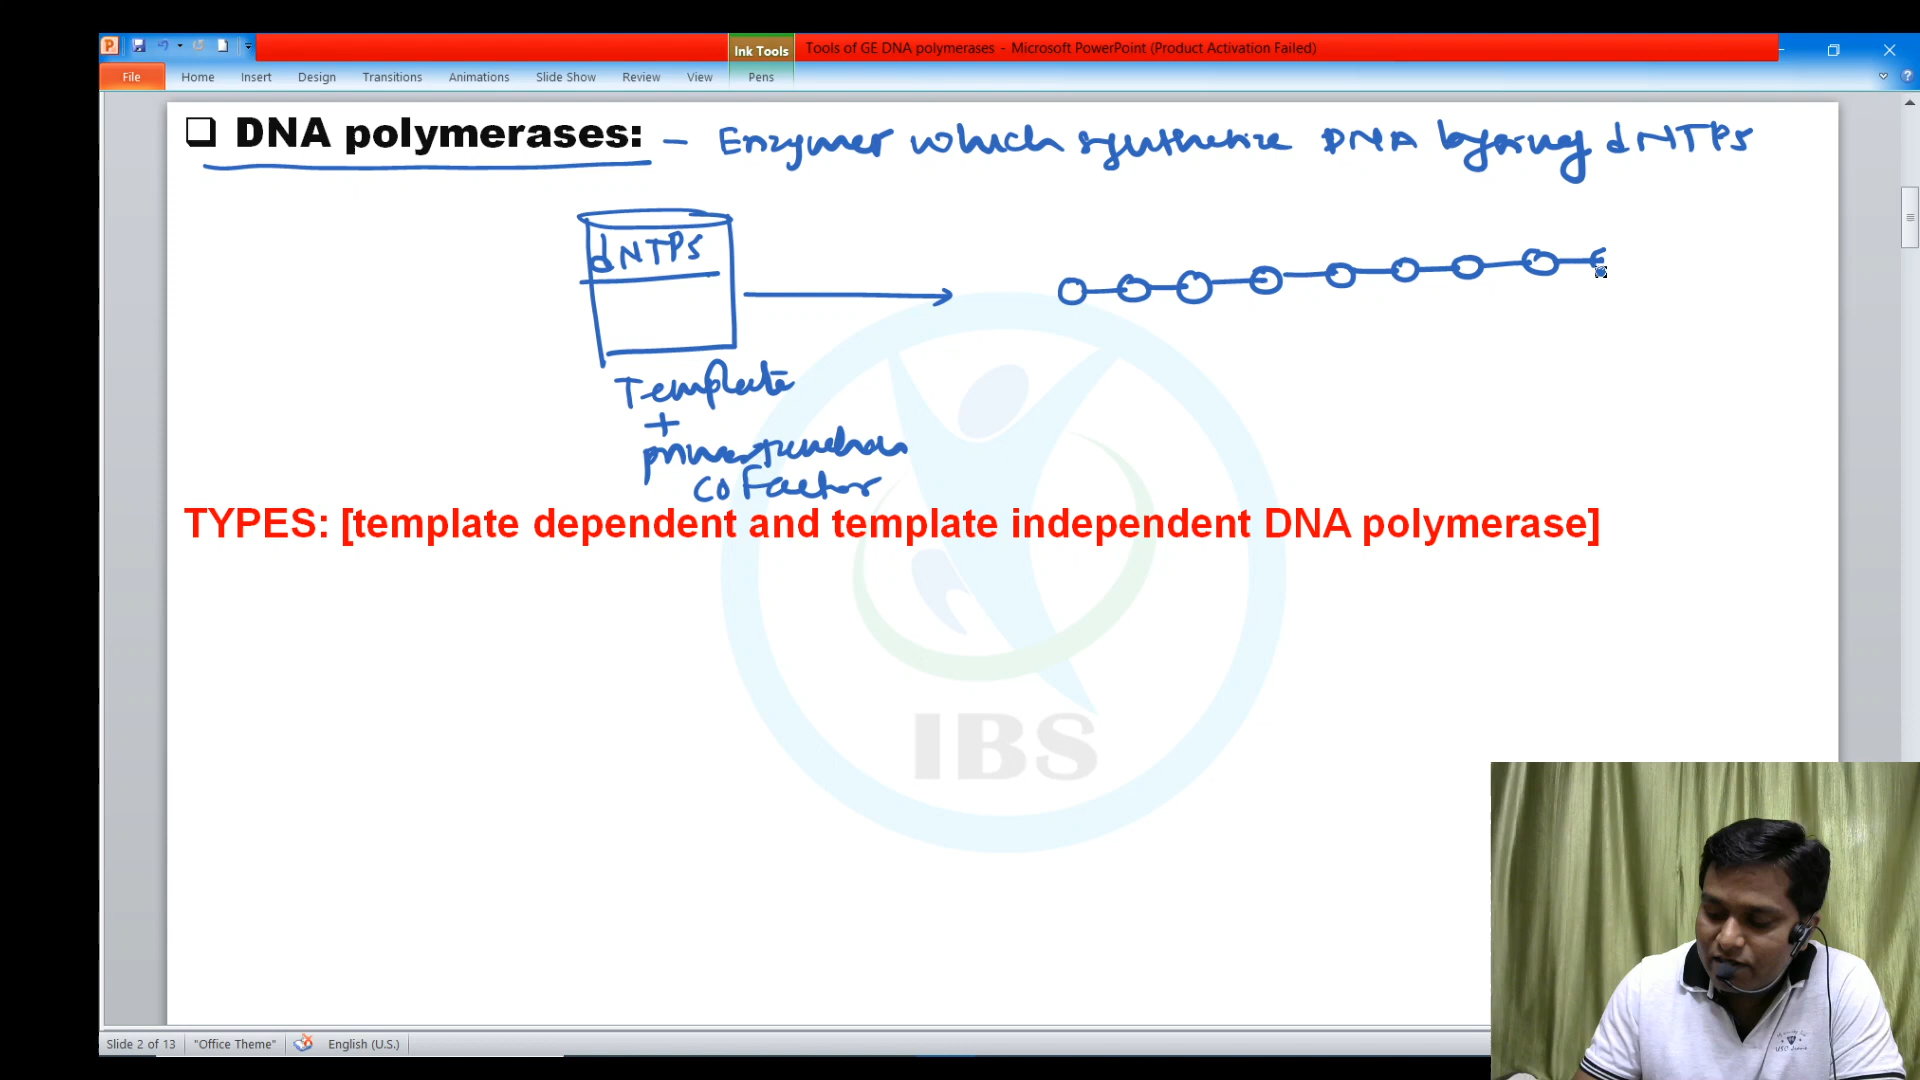 Ink Tools
Tools of GE DNA polymerases - Microsoft PowerPoint (Product Activation Failed)
File Home Insert Design Transitions Animations Slide Show Review View Pens
DNA polymerases: - Enzymes which synthesize DNA by using dNTPs
dNTPs
Template
+
primer +
co Factor
TYPES: [template dependent and template independent DNA polymerase]
IBS
Slide 2 of 13 "Office Theme" English (U.S.)